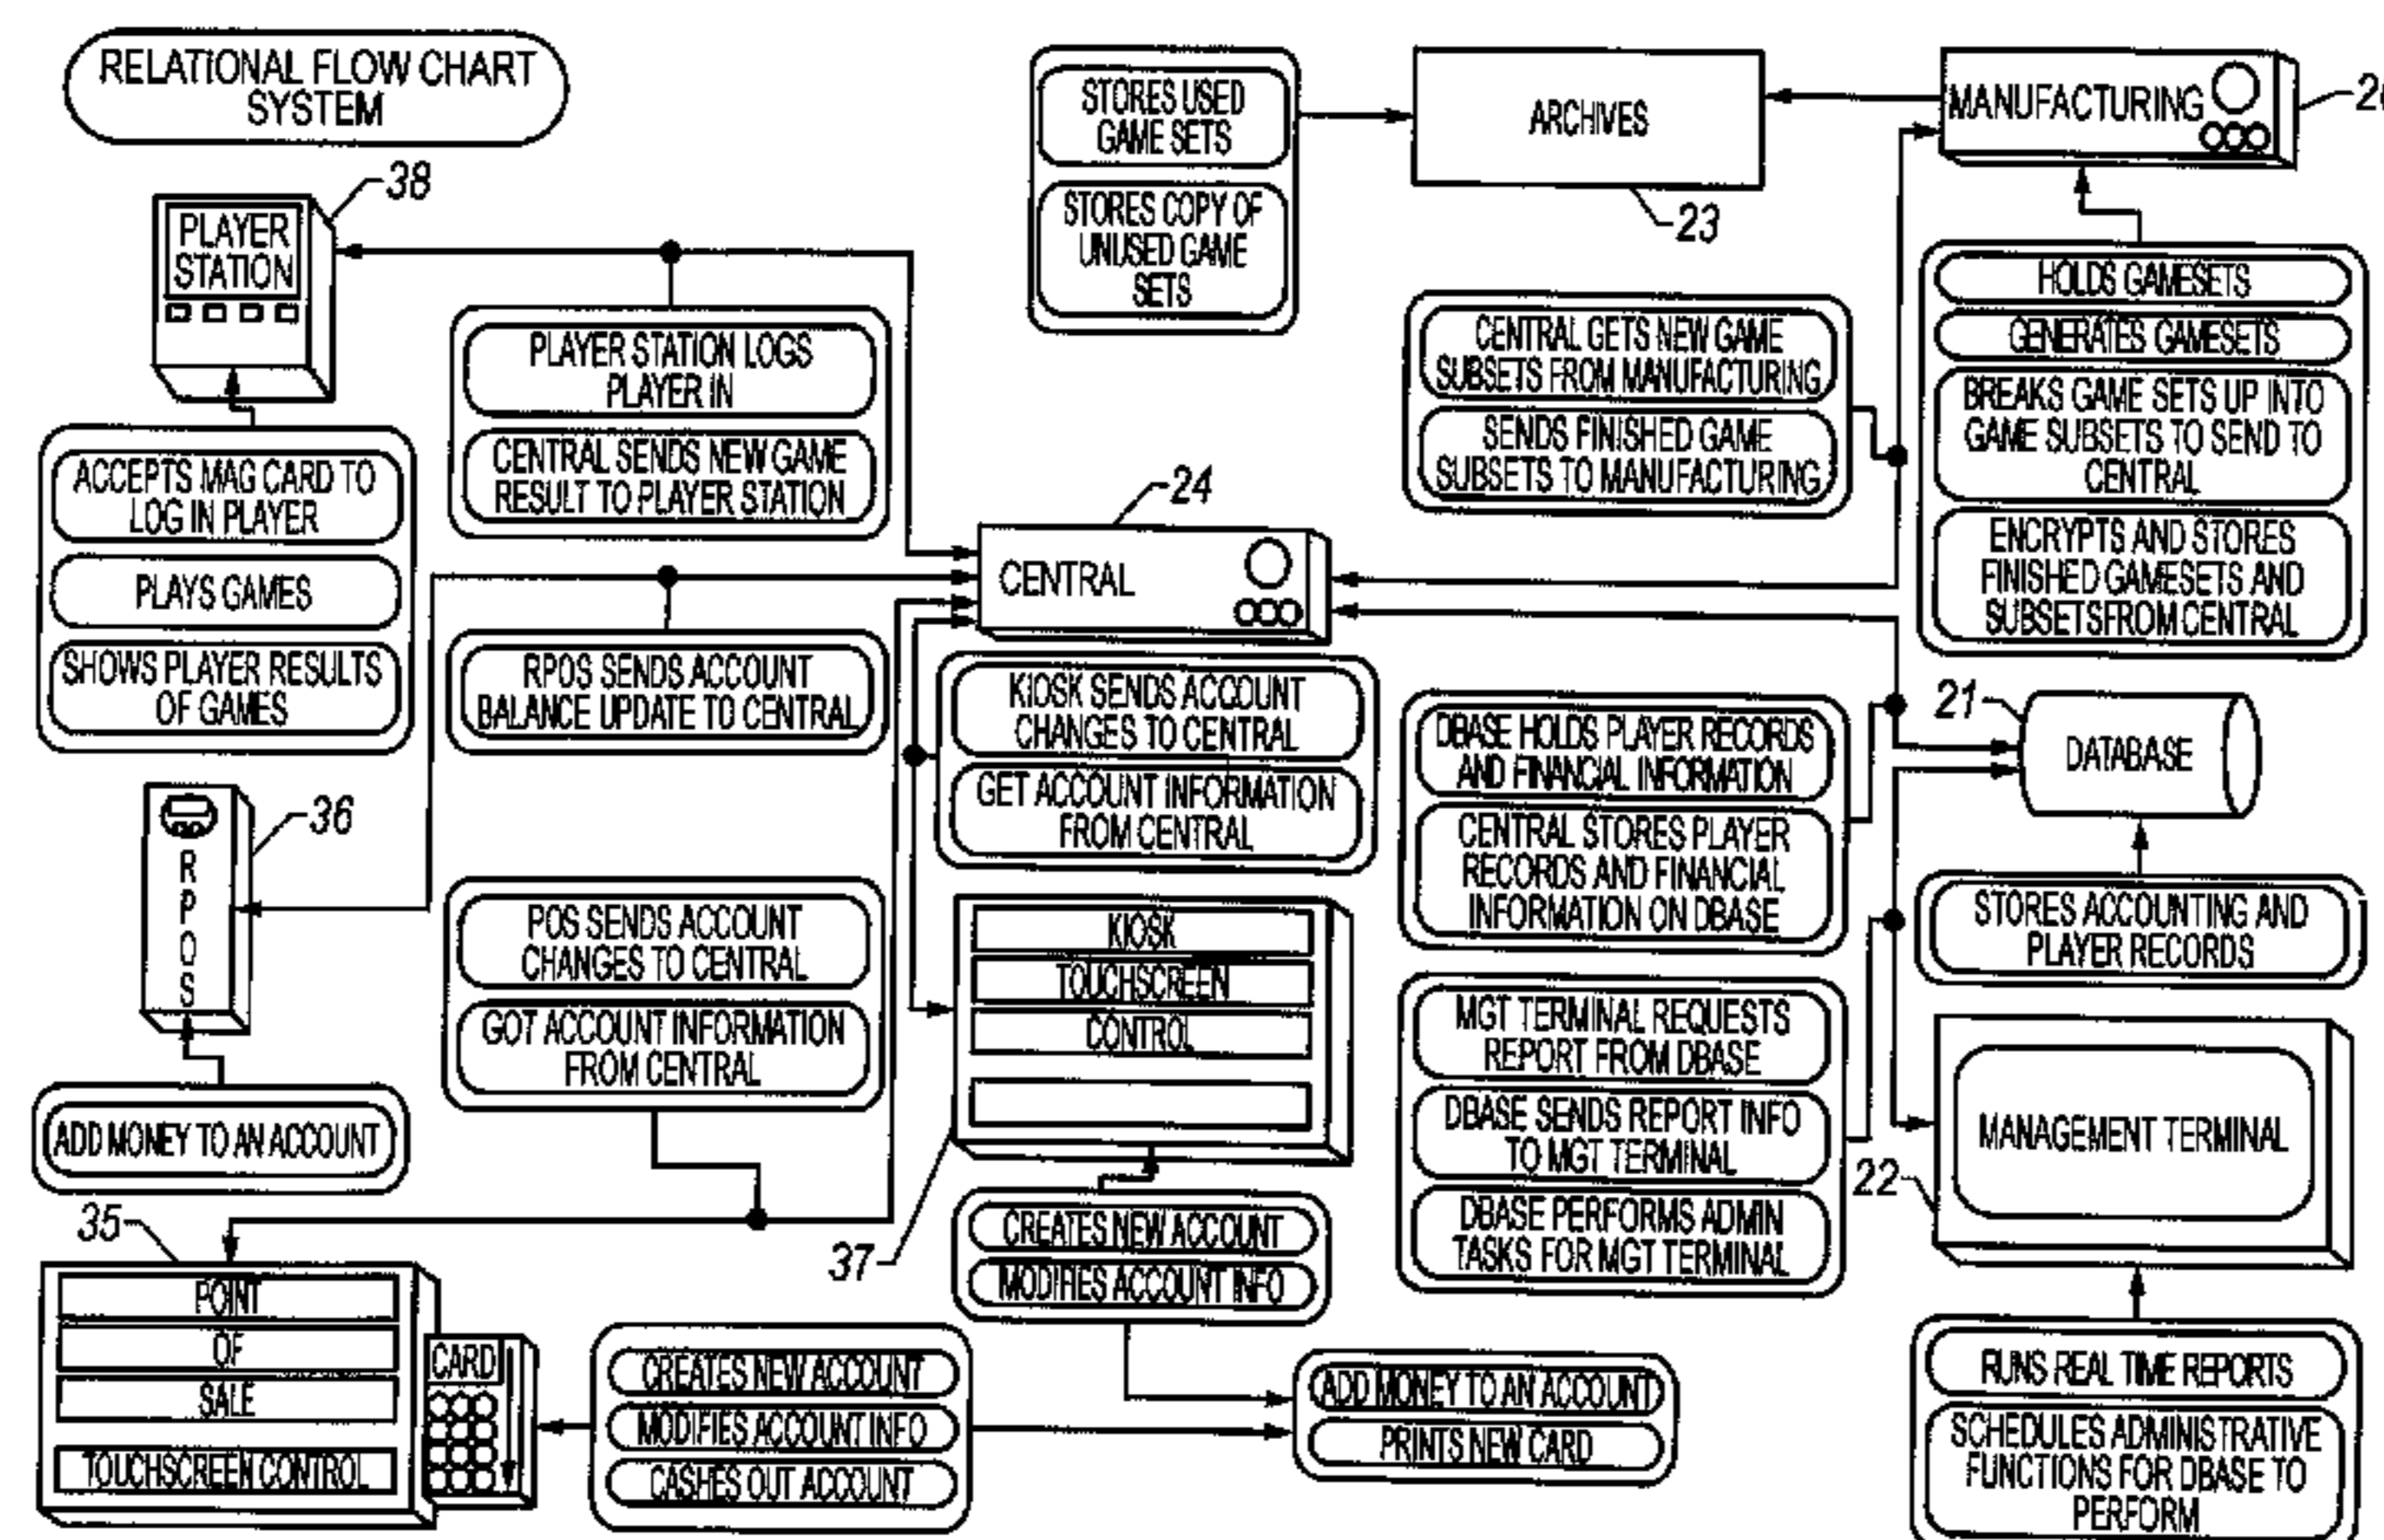 RELATIONAL FLOW CHART
SYSTEM
38
PLAYER
STATION
ACCEPTS MAG CARD TO
LOG IN PLAYER
PLAYS GAMES
SHOWS PLAYER RESULTS
OF GAMES
PLAYER STATION LOGS
PLAYER IN
CENTRAL SENDS NEW GAME
RESULT TO PLAYER STATION
RPOS SENDS ACCOUNT
BALANCE UPDATE TO CENTRAL
36
R
P
O
S
ADD MONEY TO AN ACCOUNT
POS SENDS ACCOUNT
CHANGES TO CENTRAL
GOT ACCOUNT INFORMATION
FROM CENTRAL
35
POINT
OF
SALE
TOUCHSCREEN CONTROL
CARD
CREATES NEW ACCOUNT
MODIFIES ACCOUNT INFO
CASHES OUT ACCOUNT
STORES USED
GAME SETS
STORES COPY OF
UNUSED GAME
SETS
ARCHIVES
23
24
CENTRAL
KIOSK SENDS ACCOUNT
CHANGES TO CENTRAL
GET ACCOUNT INFORMATION
FROM CENTRAL
KIOSK
TOUCHSCREEN
CONTROL
37
CREATES NEW ACCOUNT
MODIFIES ACCOUNT INFO
ADD MONEY TO AN ACCOUNT
PRINTS NEW CARD
MANUFACTURING
CENTRAL GETS NEW GAME
SUBSETS FROM MANUFACTURING
SENDS FINISHED GAME
SUBSETS TO MANUFACTURING
HOLDS GAMESETS
GENERATES GAMESETS
BREAKS GAME SETS UP INTO
GAME SUBSETS TO SEND TO
CENTRAL
ENCRYPTS AND STORES
FINISHED GAMESETS AND
SUBSETSFROM CENTRAL
DBASE HOLDS PLAYER RECORDS
AND FINANCIAL INFORMATION
CENTRAL STORES PLAYER
RECORDS AND FINANCIAL
INFORMATION ON DBASE
21
DATABASE
STORES ACCOUNTING AND
PLAYER RECORDS
MGT TERMINAL REQUESTS
REPORT FROM DBASE
DBASE SENDS REPORT INFO
TO MGT TERMINAL
DBASE PERFORMS ADMIN
TASKS FOR MGT TERMINAL
22
MANAGEMENT TERMINAL
RUNS REAL TIME REPORTS
SCHEDULES ADMINISTRATIVE
FUNCTIONS FOR DBASE TO
PERFORM